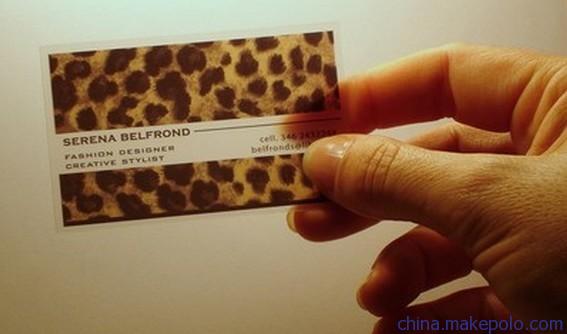 SERENA BELFROND
FASHION DESIGNER
CREATIVE STYLIST
cell. 346
china.makepolo.com